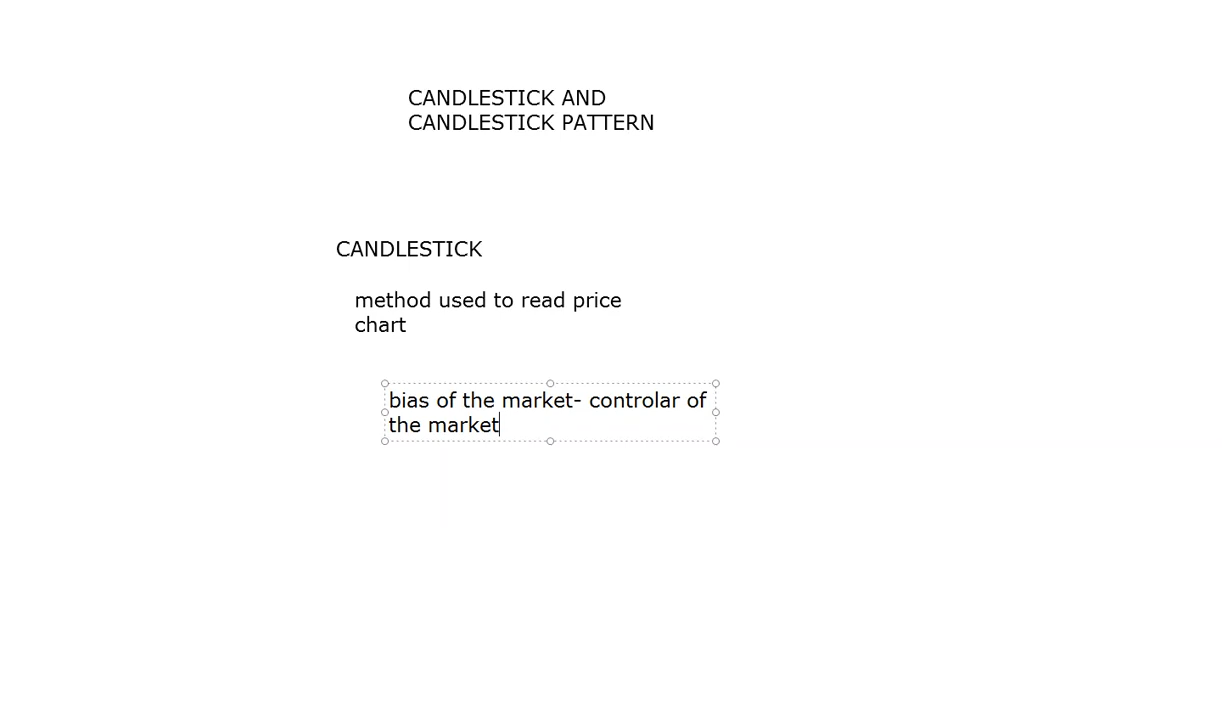 CANDLESTICK AND
CANDLESTICK PATTERN
CANDLESTICK
method used to read price
chart
bias of the market- controlar of
the market